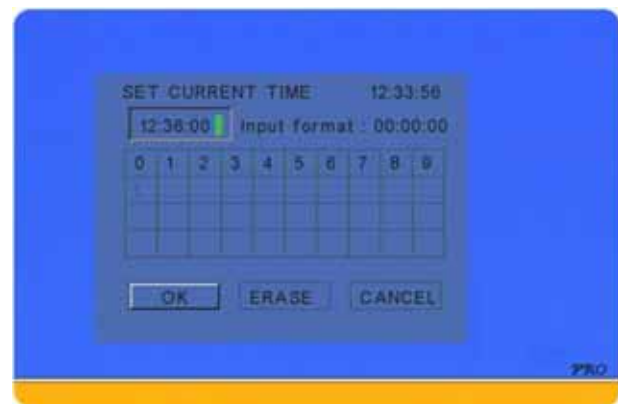 SET CURRENT TIME 12:33:56
12:36:00 Input format : 00:00:00
0 1 2 3 4 5 6 7 8 9
OK ERASE CANCEL
PRO